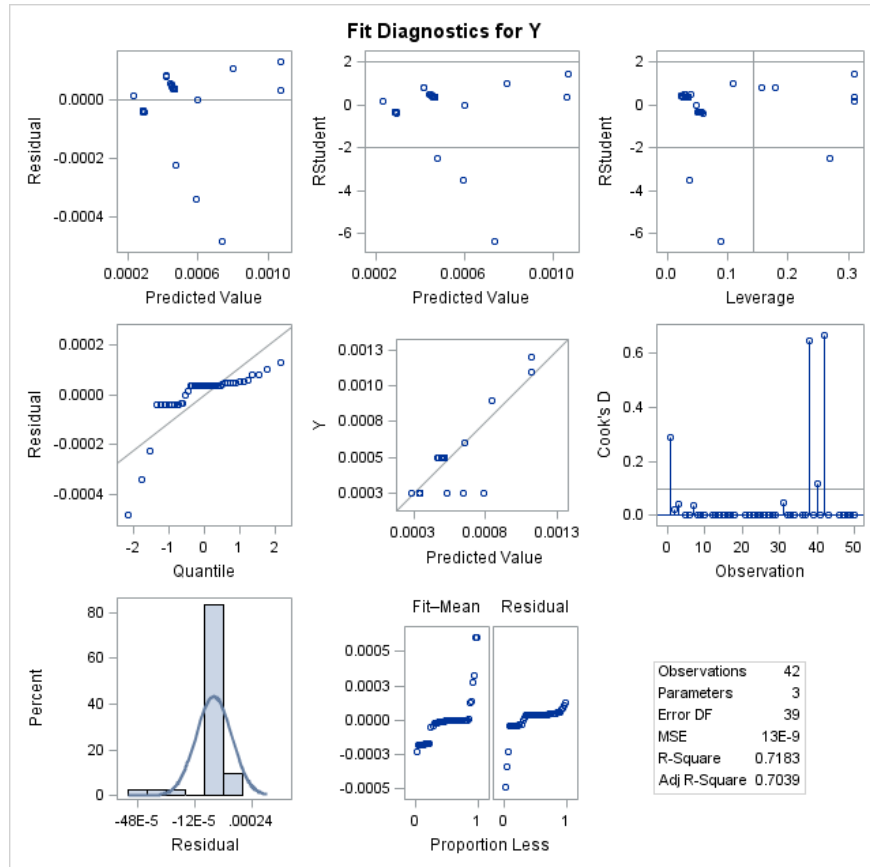 Fit Diagnostics for Y
Residual
0.0000
-0.0002
-0.0004
0.0002 0.0006 0.0010
Predicted Value
RStudent
2
0
-2
-4
-6
0.0002 0.0006 0.0010
Predicted Value
RStudent
2
0
-2
-4
-6
0.0 0.1 0.2 0.3
Leverage
Residual
0.0002
0.0000
-0.0002
-0.0004
-2 -1 0 1 2
Quantile
Y
0.0013
0.0010
0.0008
0.0005
0.0003
0.0003 0.0008 0.0013
Predicted Value
Cook's D
0.6
0.4
0.2
0.0
0 10 20 30 40 50
Observation
Percent
80
60
40
20
0
-48E-5 -12E-5 .00024
Residual
Fit–Mean Residual
0.0005
0.0003
0.0000
-0.0003
-0.0005
0 1 0 1
Proportion Less
Observations 42
Parameters 3
Error DF 39
MSE 13E-9
R-Square 0.7183
Adj R-Square 0.7039